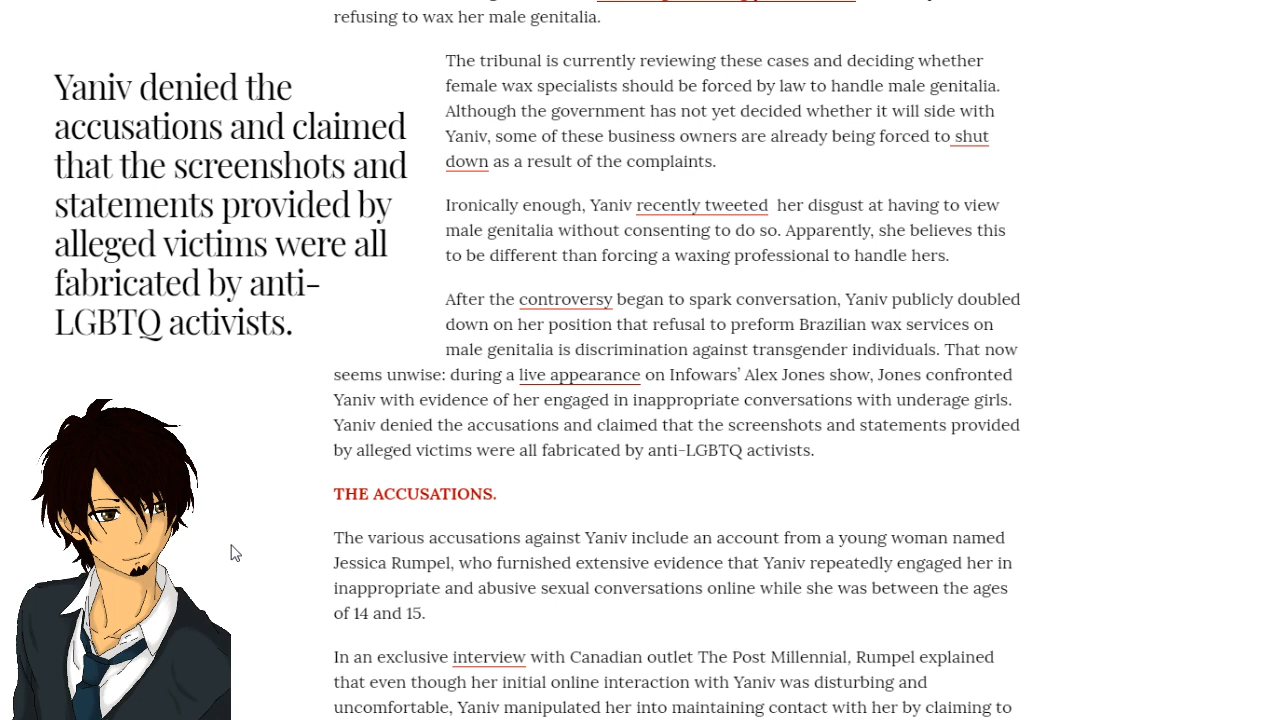 refusing to wax her male genitalia.
Yaniv denied the
accusations and claimed
that the screenshots and
statements provided by
alleged victims were all
fabricated by anti-
LGBTQ activists.
The tribunal is currently reviewing these cases and deciding whether
female wax specialists should be forced by law to handle male genitalia.
Although the government has not yet decided whether it will side with
Yaniv, some of these business owners are already being forced to shut
down as a result of the complaints.
Ironically enough, Yaniv recently tweeted her disgust at having to view
male genitalia without consenting to do so. Apparently, she believes this
to be different than forcing a waxing professional to handle hers.
After the controversy began to spark conversation, Yaniv publicly doubled
down on her position that refusal to preform Brazilian wax services on
male genitalia is discrimination against transgender individuals. That now
seems unwise: during a live appearance on Infowars’ Alex Jones show, Jones confronted
Yaniv with evidence of her engaged in inappropriate conversations with underage girls.
Yaniv denied the accusations and claimed that the screenshots and statements provided
by alleged victims were all fabricated by anti-LGBTQ activists.
THE ACCUSATIONS.
The various accusations against Yaniv include an account from a young woman named
Jessica Rumpel, who furnished extensive evidence that Yaniv repeatedly engaged her in
inappropriate and abusive sexual conversations online while she was between the ages
of 14 and 15.
In an exclusive interview with Canadian outlet The Post Millennial, Rumpel explained
that even though her initial online interaction with Yaniv was disturbing and
uncomfortable, Yaniv manipulated her into maintaining contact with her by claiming to